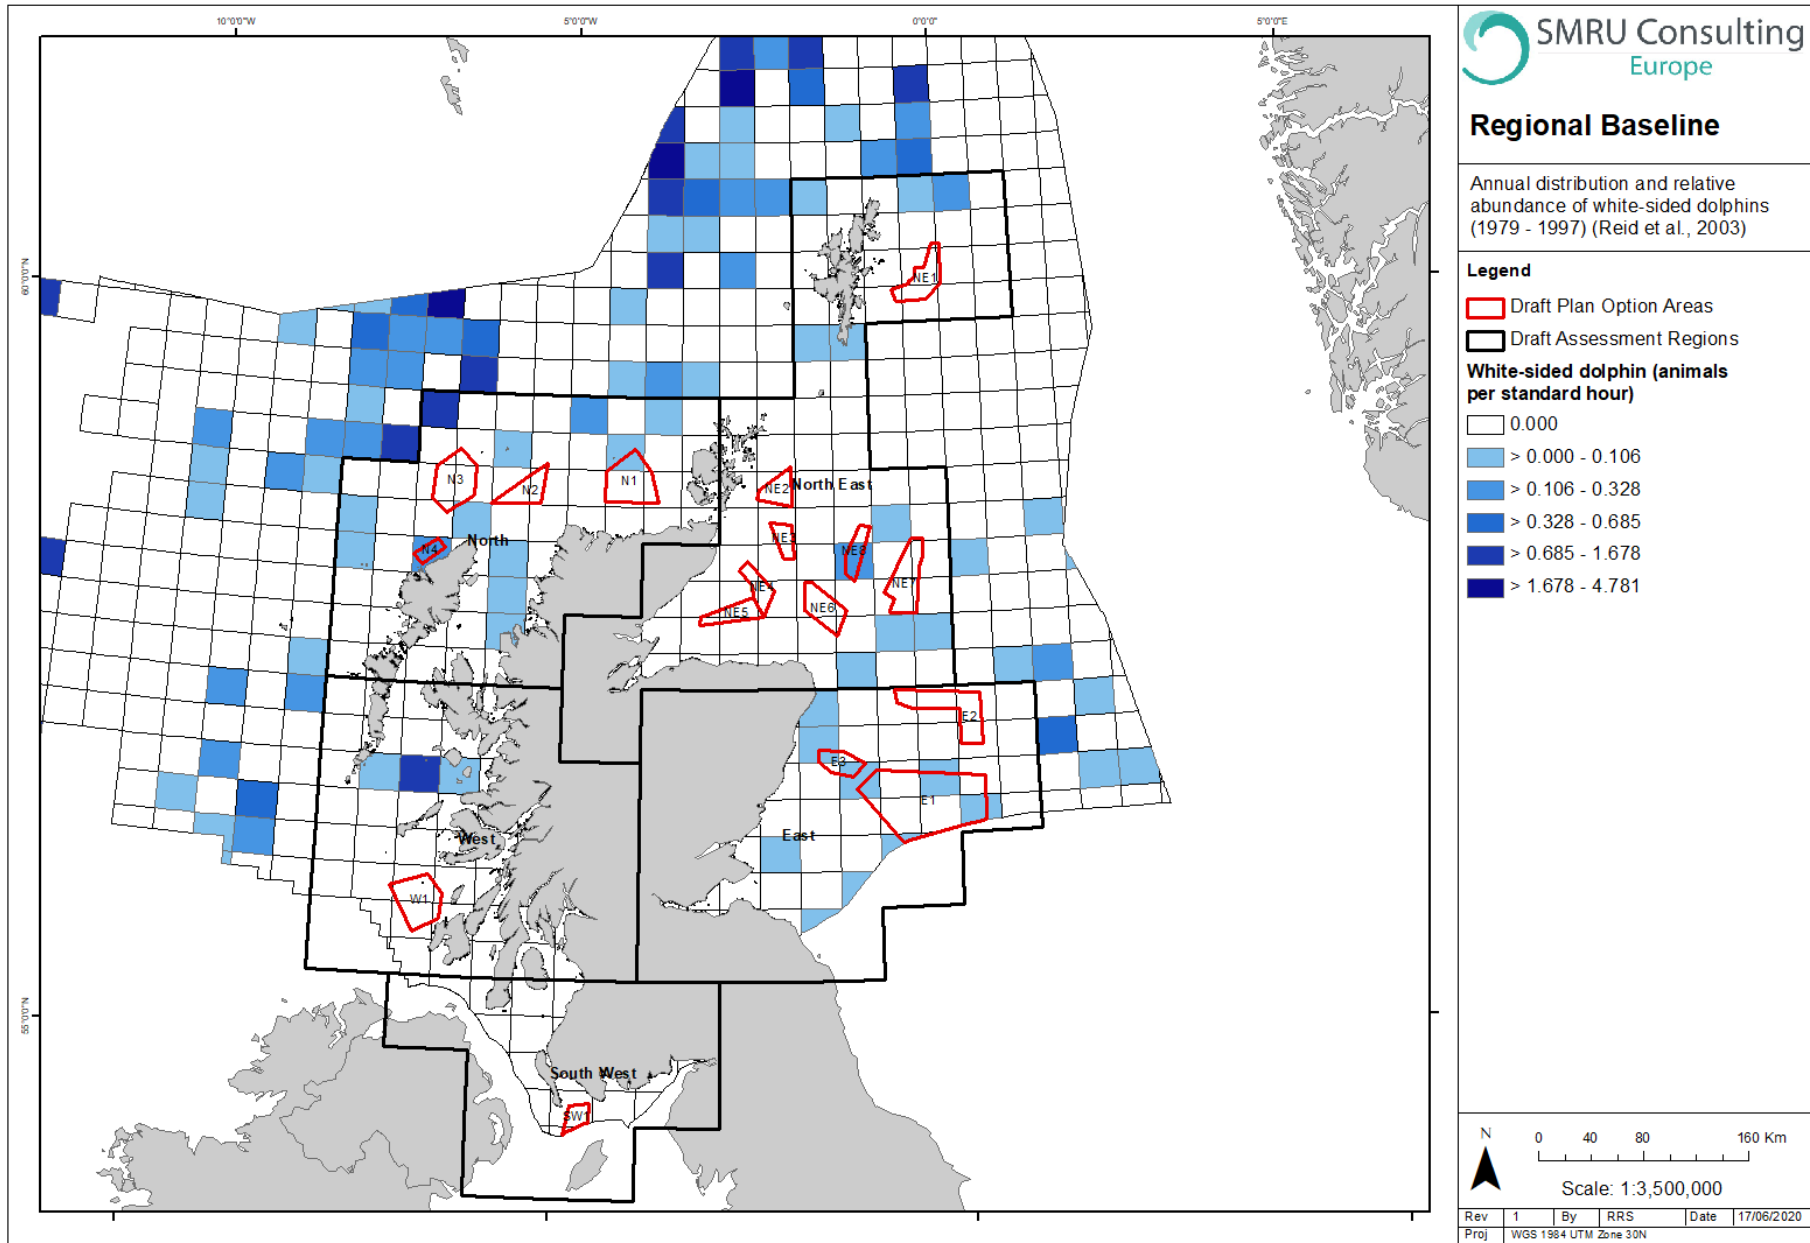 10°0'0"W
5°0'0"W
0°0'0"
5°0'0"E
60°0'0"N
55°0'0"N
NE1
N3
N2
N1
NE2
North East
N4
North
NE3
NE8
NE7
NE4
NE5
NE6
E2
E3
E1
East
West
W1
South West
SW1
SMRU Consulting
Europe
Regional Baseline
Annual distribution and relative
abundance of white-sided dolphins
(1979 - 1997) (Reid et al., 2003)
Legend
Draft Plan Option Areas
Draft Assessment Regions
White-sided dolphin (animals
per standard hour)
0.000
> 0.000 - 0.106
> 0.106 - 0.328
> 0.328 - 0.685
> 0.685 - 1.678
> 1.678 - 4.781
N
0 40 80 160 Km
Scale: 1:3,500,000
Rev 1 By RRS Date 17/06/2020
Proj WGS 1984 UTM Zone 30N